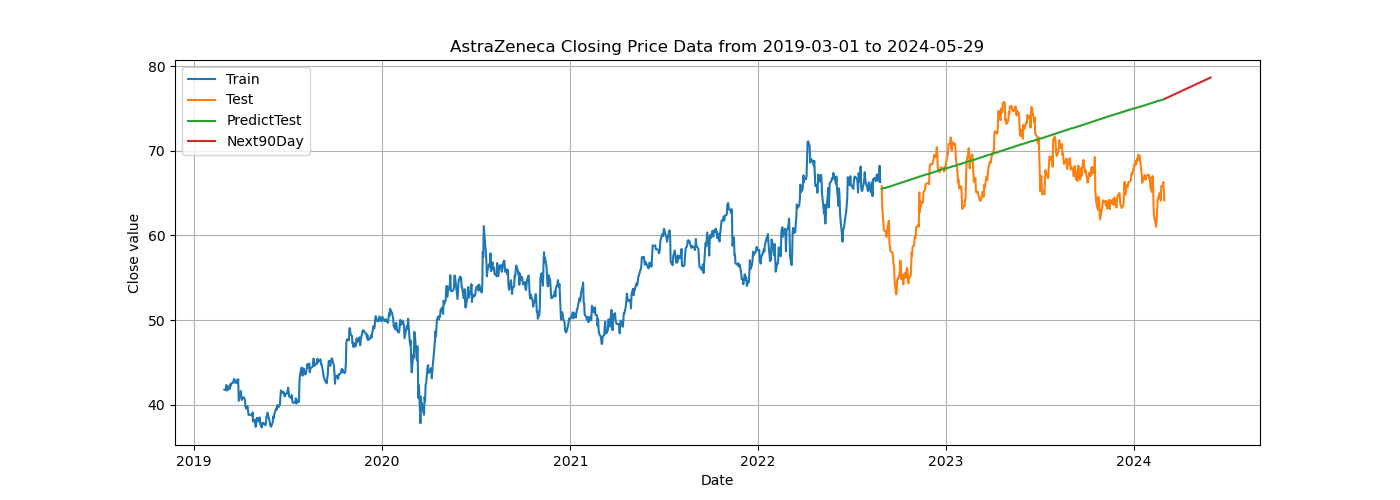 AstraZeneca Closing Price Data from 2019-03-01 to 2024-05-29
Train
Test
PredictTest
Next90Day
Close value
80
70
60
50
40
2019 2020 2021 2022 2023 2024
Date